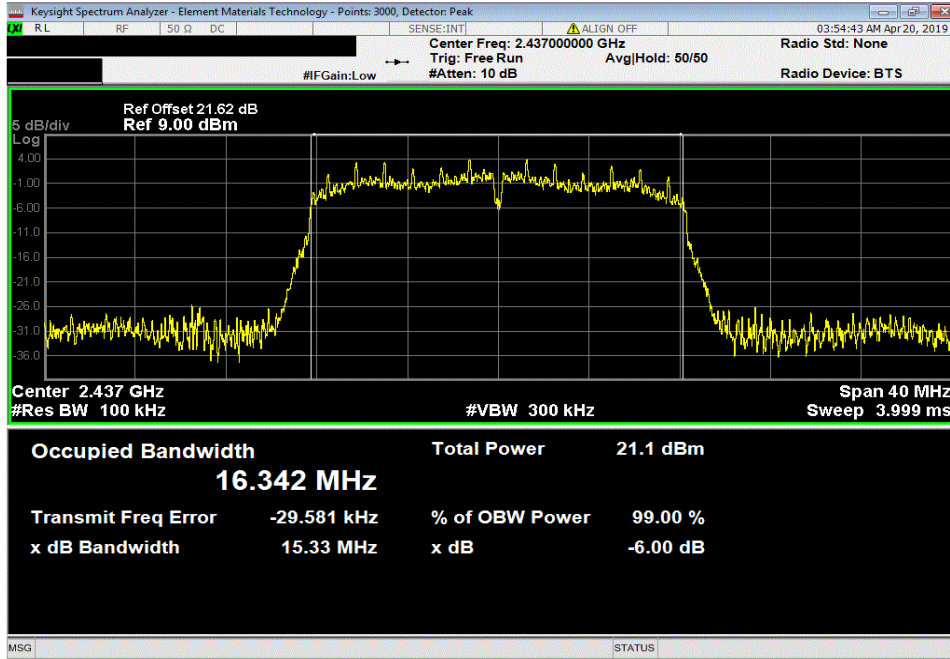 Keysight Spectrum Analyzer - Element Materials Technology - Points: 3000, Detector: Peak
LXI RL RF 50 Ω DC SENSE:INT ALIGN OFF 03:54:43 AM Apr 20, 2019
Center Freq: 2.437000000 GHz Radio Std: None
Trig: Free Run Avg|Hold: 50/50
#IFGain:Low #Atten: 10 dB Radio Device: BTS
Ref Offset 21.62 dB
5 dB/div Ref 9.00 dBm
Log
4.00
-1.00
-6.00
-11.0
-16.0
-21.0
-26.0
-31.0
-36.0
Center 2.437 GHz Span 40 MHz
#Res BW 100 kHz #VBW 300 kHz Sweep 3.999 ms
Occupied Bandwidth Total Power 21.1 dBm
16.342 MHz
Transmit Freq Error -29.581 kHz % of OBW Power 99.00 %
x dB Bandwidth 15.33 MHz x dB -6.00 dB
MSG STATUS